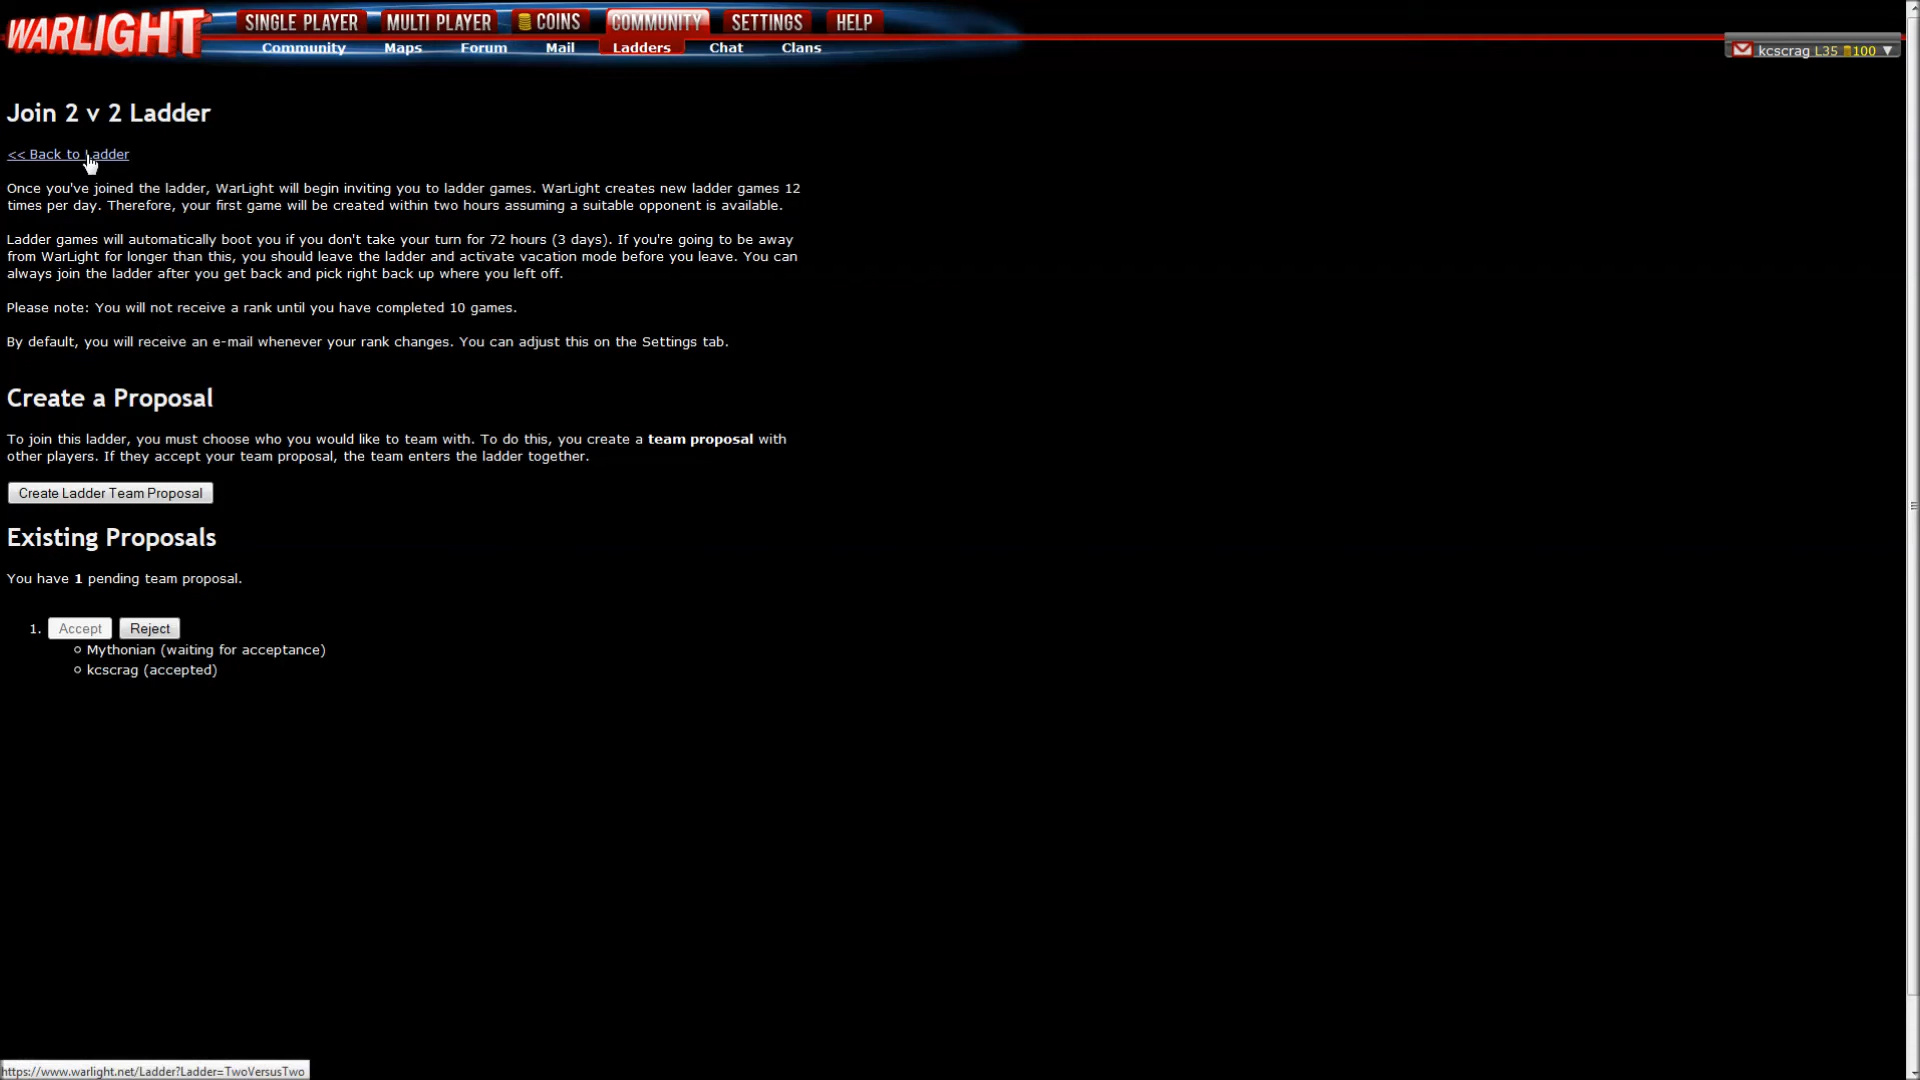 WARLIGHT
SINGLE PLAYER MULTI PLAYER COINS COMMUNITY SETTINGS HELP
Community Maps Forum Mail Ladders Chat Clans
kcscrag L35 100 ▼
Join 2 v 2 Ladder
<< Back to Ladder
Once you've joined the ladder, WarLight will begin inviting you to ladder games. WarLight creates new ladder games 12
times per day. Therefore, your first game will be created within two hours assuming a suitable opponent is available.
Ladder games will automatically boot you if you don't take your turn for 72 hours (3 days). If you're going to be away
from WarLight for longer than this, you should leave the ladder and activate vacation mode before you leave. You can
always join the ladder after you get back and pick right back up where you left off.
Please note: You will not receive a rank until you have completed 10 games.
By default, you will receive an e-mail whenever your rank changes. You can adjust this on the Settings tab.
Create a Proposal
To join this ladder, you must choose who you would like to team with. To do this, you create a team proposal with
other players. If they accept your team proposal, the team enters the ladder together.
Create Ladder Team Proposal
Existing Proposals
You have 1 pending team proposal.
1. Accept Reject
Mythonian (waiting for acceptance)
kcscrag (accepted)
https://www.warlight.net/Ladder?Ladder=TwoVersusTwo